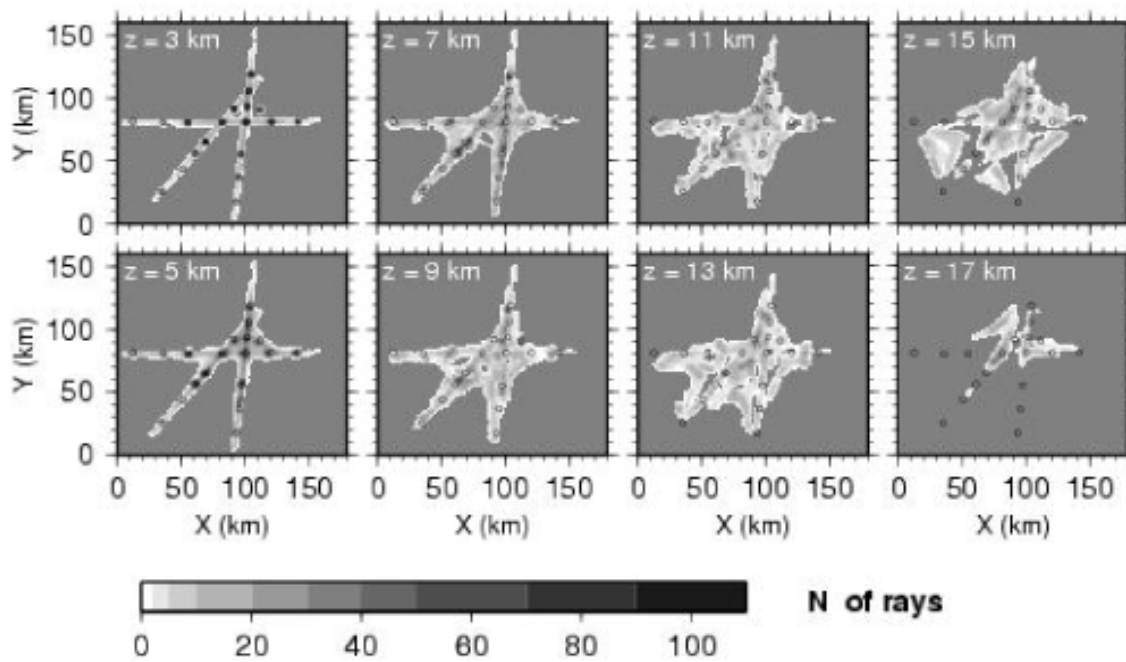 z = 3 km z = 7 km z = 11 km z = 15 km
150
100
50
0
Y (km)
z = 5 km z = 9 km z = 13 km z = 17 km
150
100
50
0
Y (km)
0 50 100 150 0 50 100 150 0 50 100 150 0 50 100 150
X (km) X (km) X (km) X (km)
N of rays
0 20 40 60 80 100